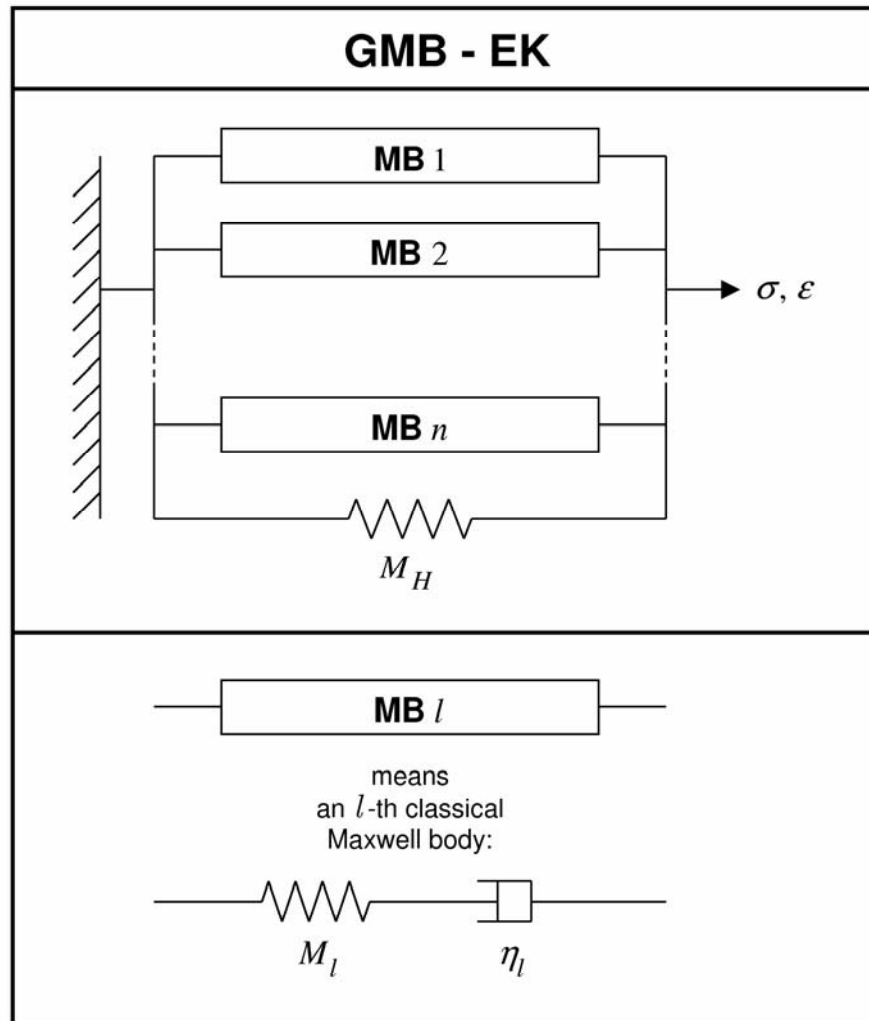 GMB - EK
MB 1
MB 2
σ, ε
MB n
M_H
MB l
means
an l-th classical
Maxwell body:
M_l
η_l